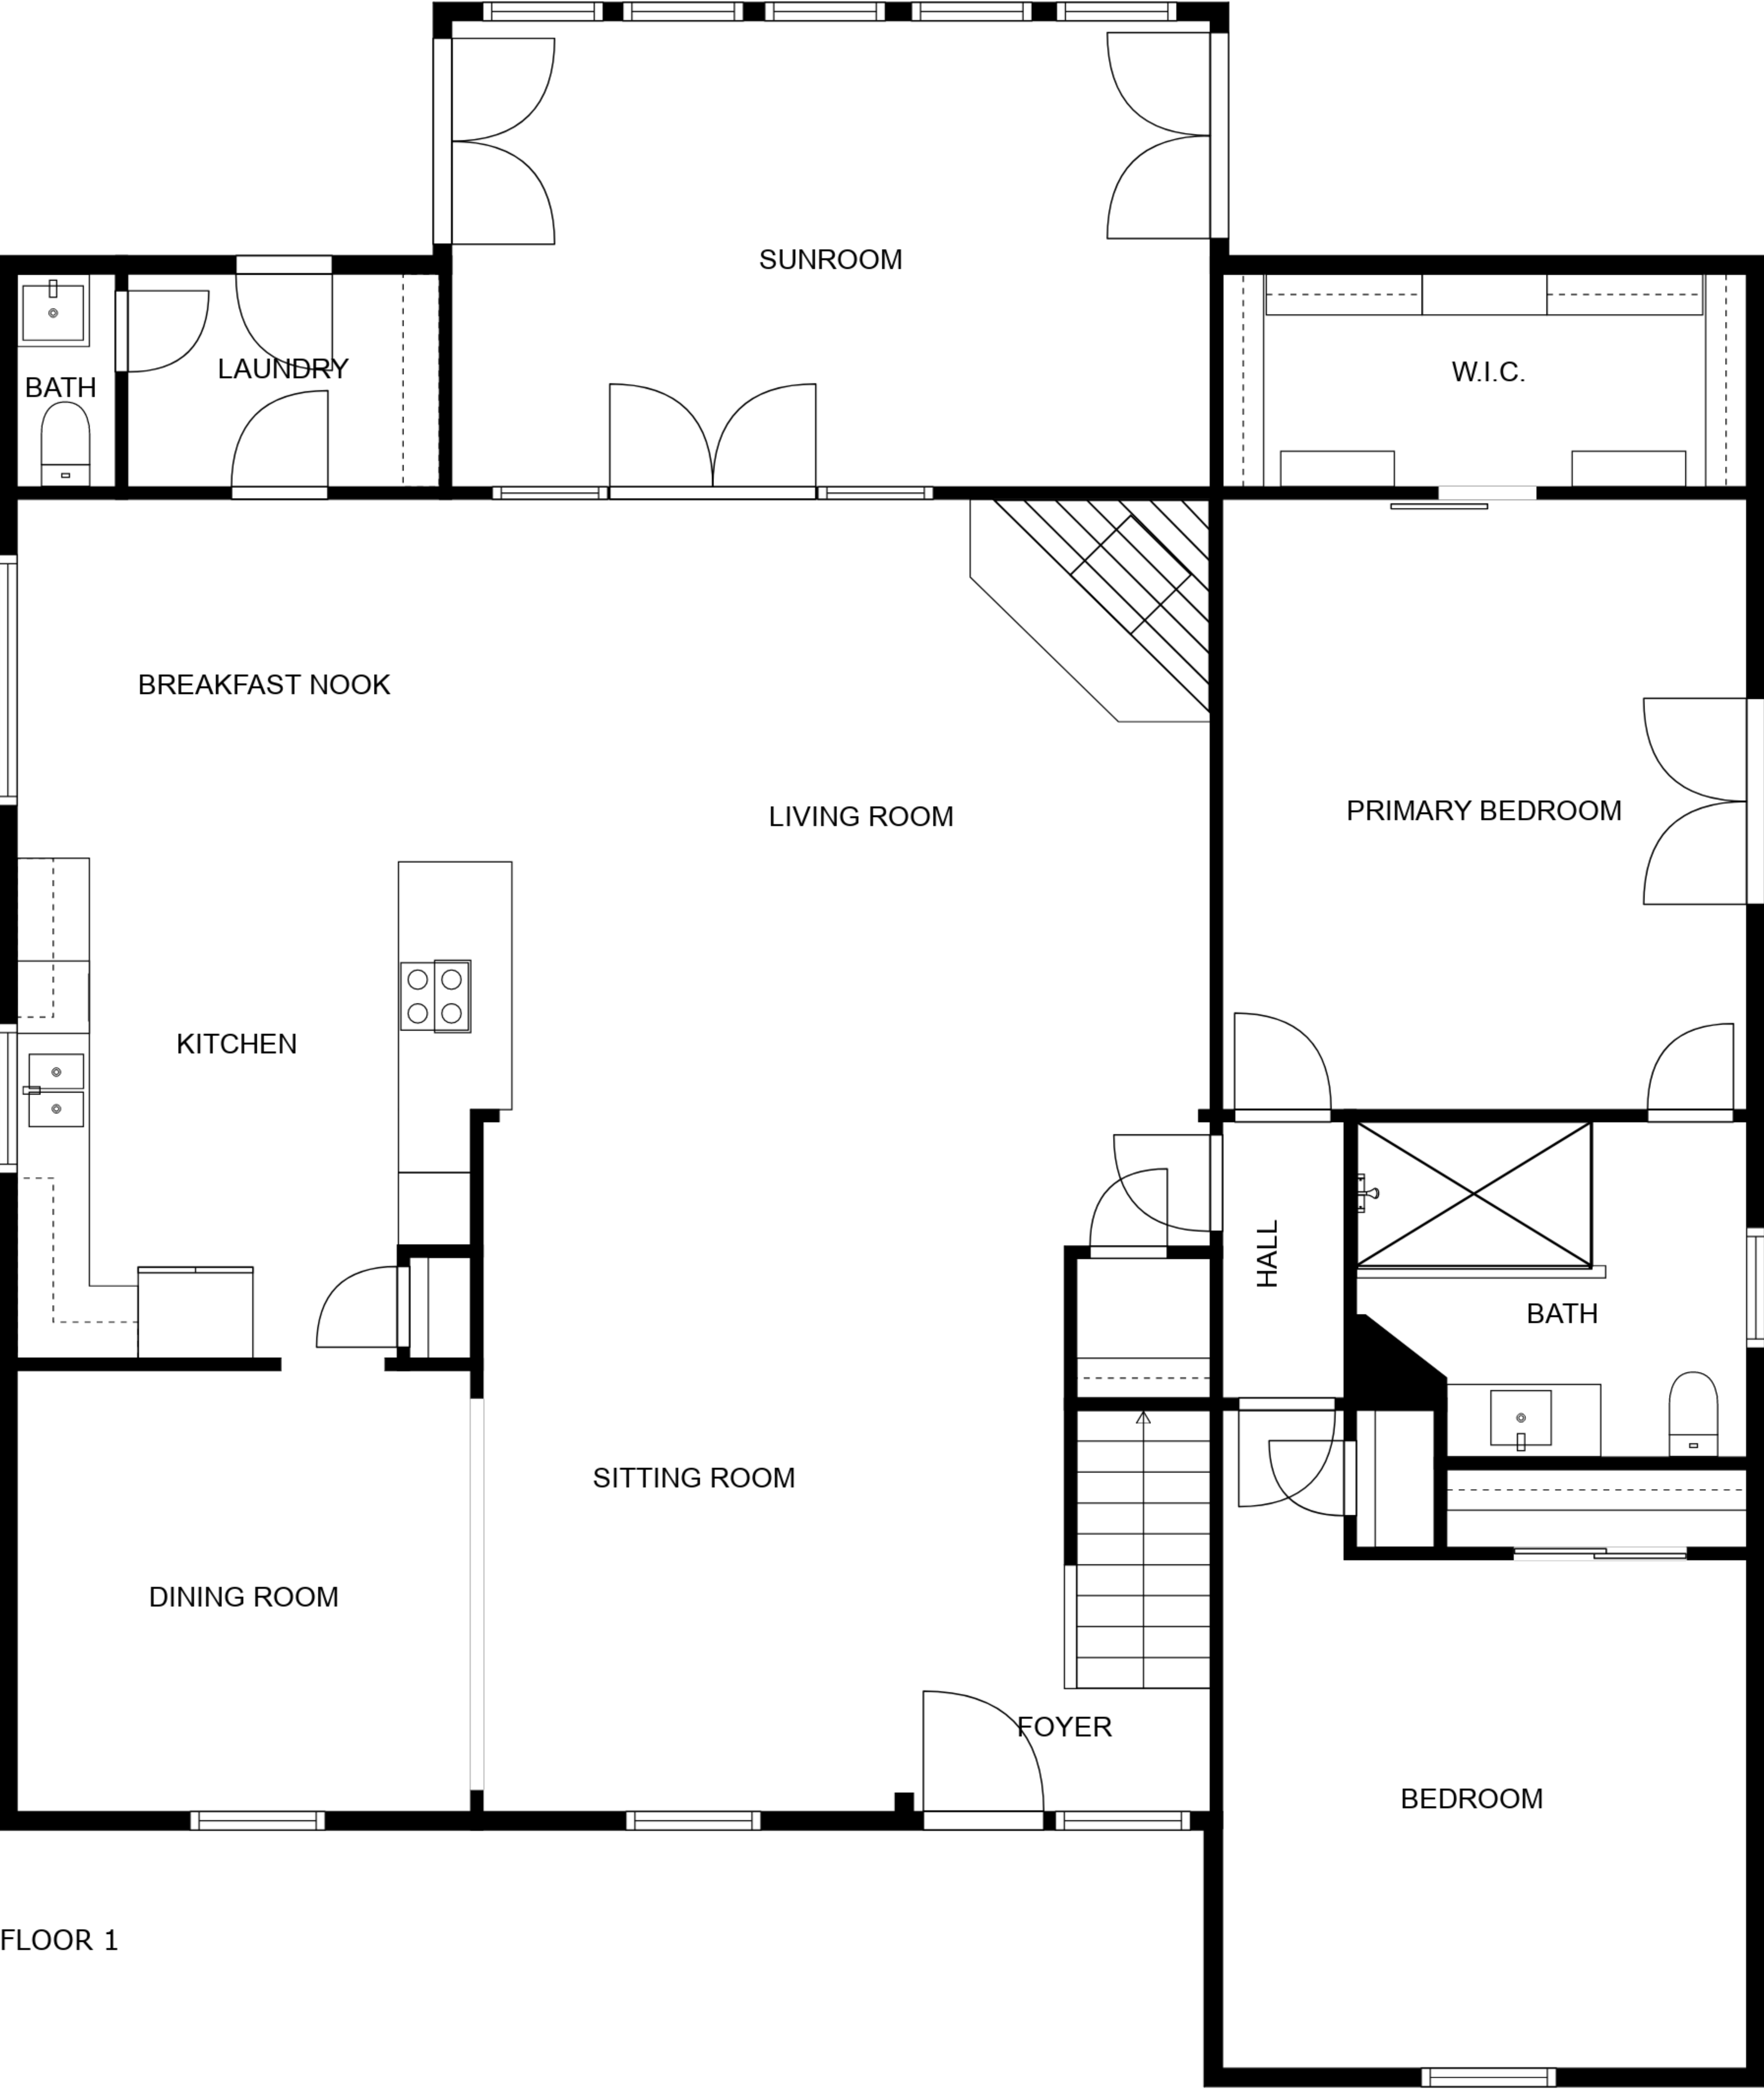 SUNROOM
LAUNDRY
BATH
W.I.C.
BREAKFAST NOOK
LIVING ROOM
PRIMARY BEDROOM
KITCHEN
HALL
BATH
SITTING ROOM
DINING ROOM
FOYER
BEDROOM
FLOOR 1